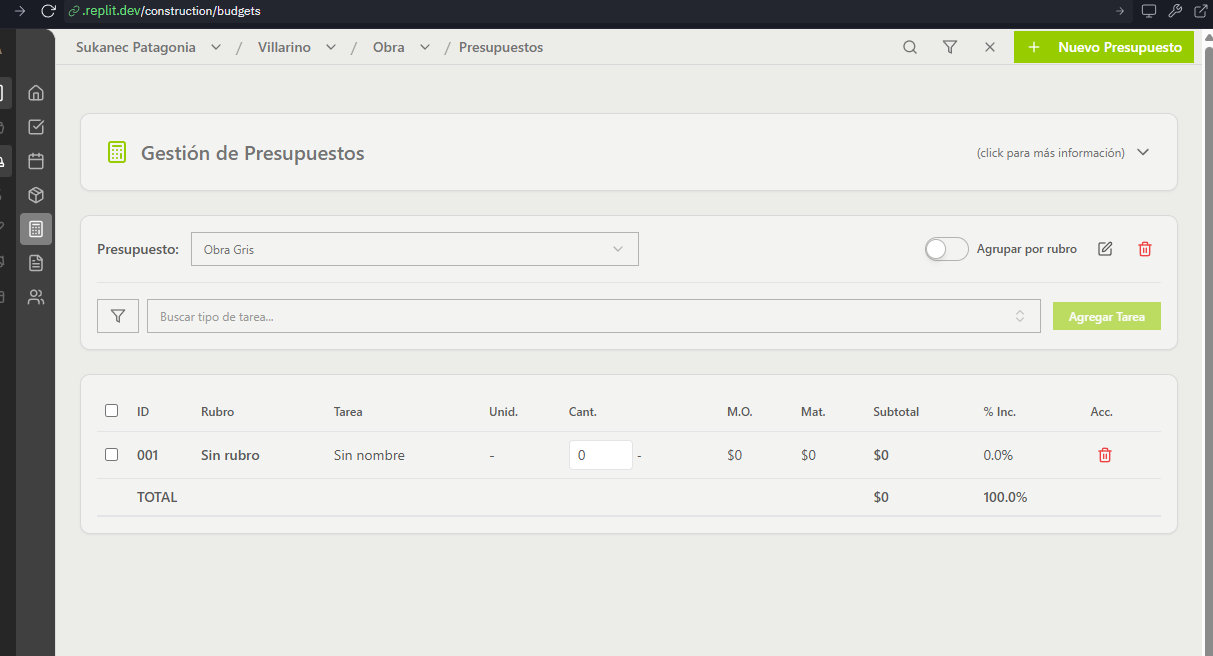 .replit.dev/construction/budgets
Sukanec Patagonia / Villarino / Obra / Presupuestos
+ Nuevo Presupuesto
Gestión de Presupuestos
(click para más información)
Presupuesto: Obra Gris
Agrupar por rubro
Buscar tipo de tarea...
Agregar Tarea
ID Rubro Tarea Unid. Cant. M.O. Mat. Subtotal % Inc. Acc.
001 Sin rubro Sin nombre - 0 - $0 $0 $0 0.0%
TOTAL $0 100.0%